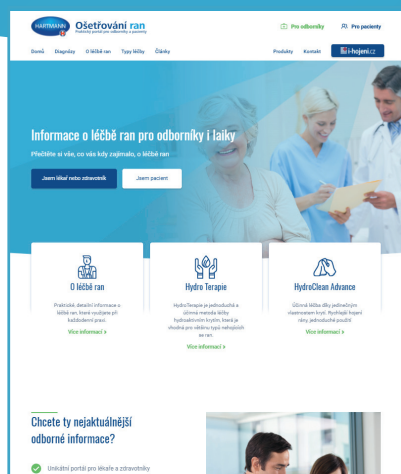 HARTMANN
Ošetřování ran
Praktický portál pro odborníky a pacienty
Pro odborníky
Pro pacienty
Domů
Diagnózy
O léčbě ran
Typy léčby
Články
Produkty
Kontakt
i-hojeni.cz
Informace o léčbě ran pro odborníky i laiky
Přečtěte si vše, co vás kdy zajímalo, o léčbě ran
Jsem lékař nebo zdravotník
Jsem pacient
O léčbě ran
Praktické, detailní informace o
léčbě ran, které využijete při
každodenní praxi.
Více informací >
Hydro Terapie
HydroTerapie je jednoduchá a
účinná metoda léčby
hydroaktivním krytím, která je
vhodná pro většinu typů nehojících
se ran.
Více informací >
HydroClean Advance
Účinná léčba díky jedinečným
vlastnostem krytí. Rychlejší hojení
rány, jednoduché použití.
Více informací >
Chcete ty nejaktuálnější
odborné informace?
Unikátní portál pro lékaře a zdravotníky